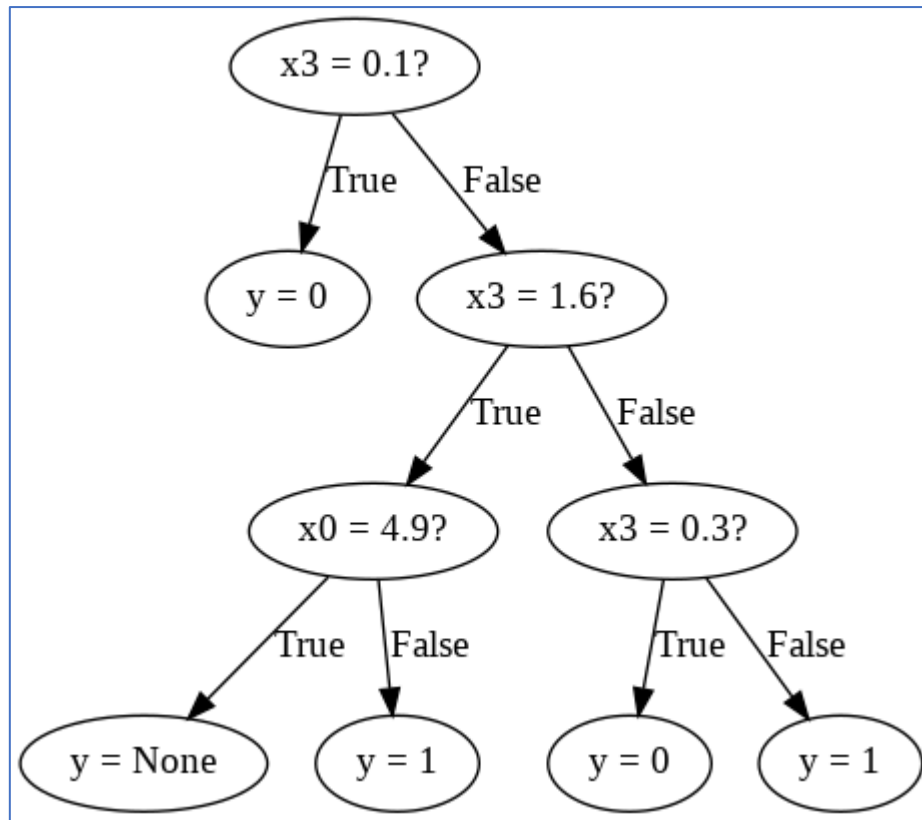 x3 = 0.1?
True
False
y = 0
x3 = 1.6?
True
False
x0 = 4.9?
x3 = 0.3?
True
False
True
False
y = None
y = 1
y = 0
y = 1